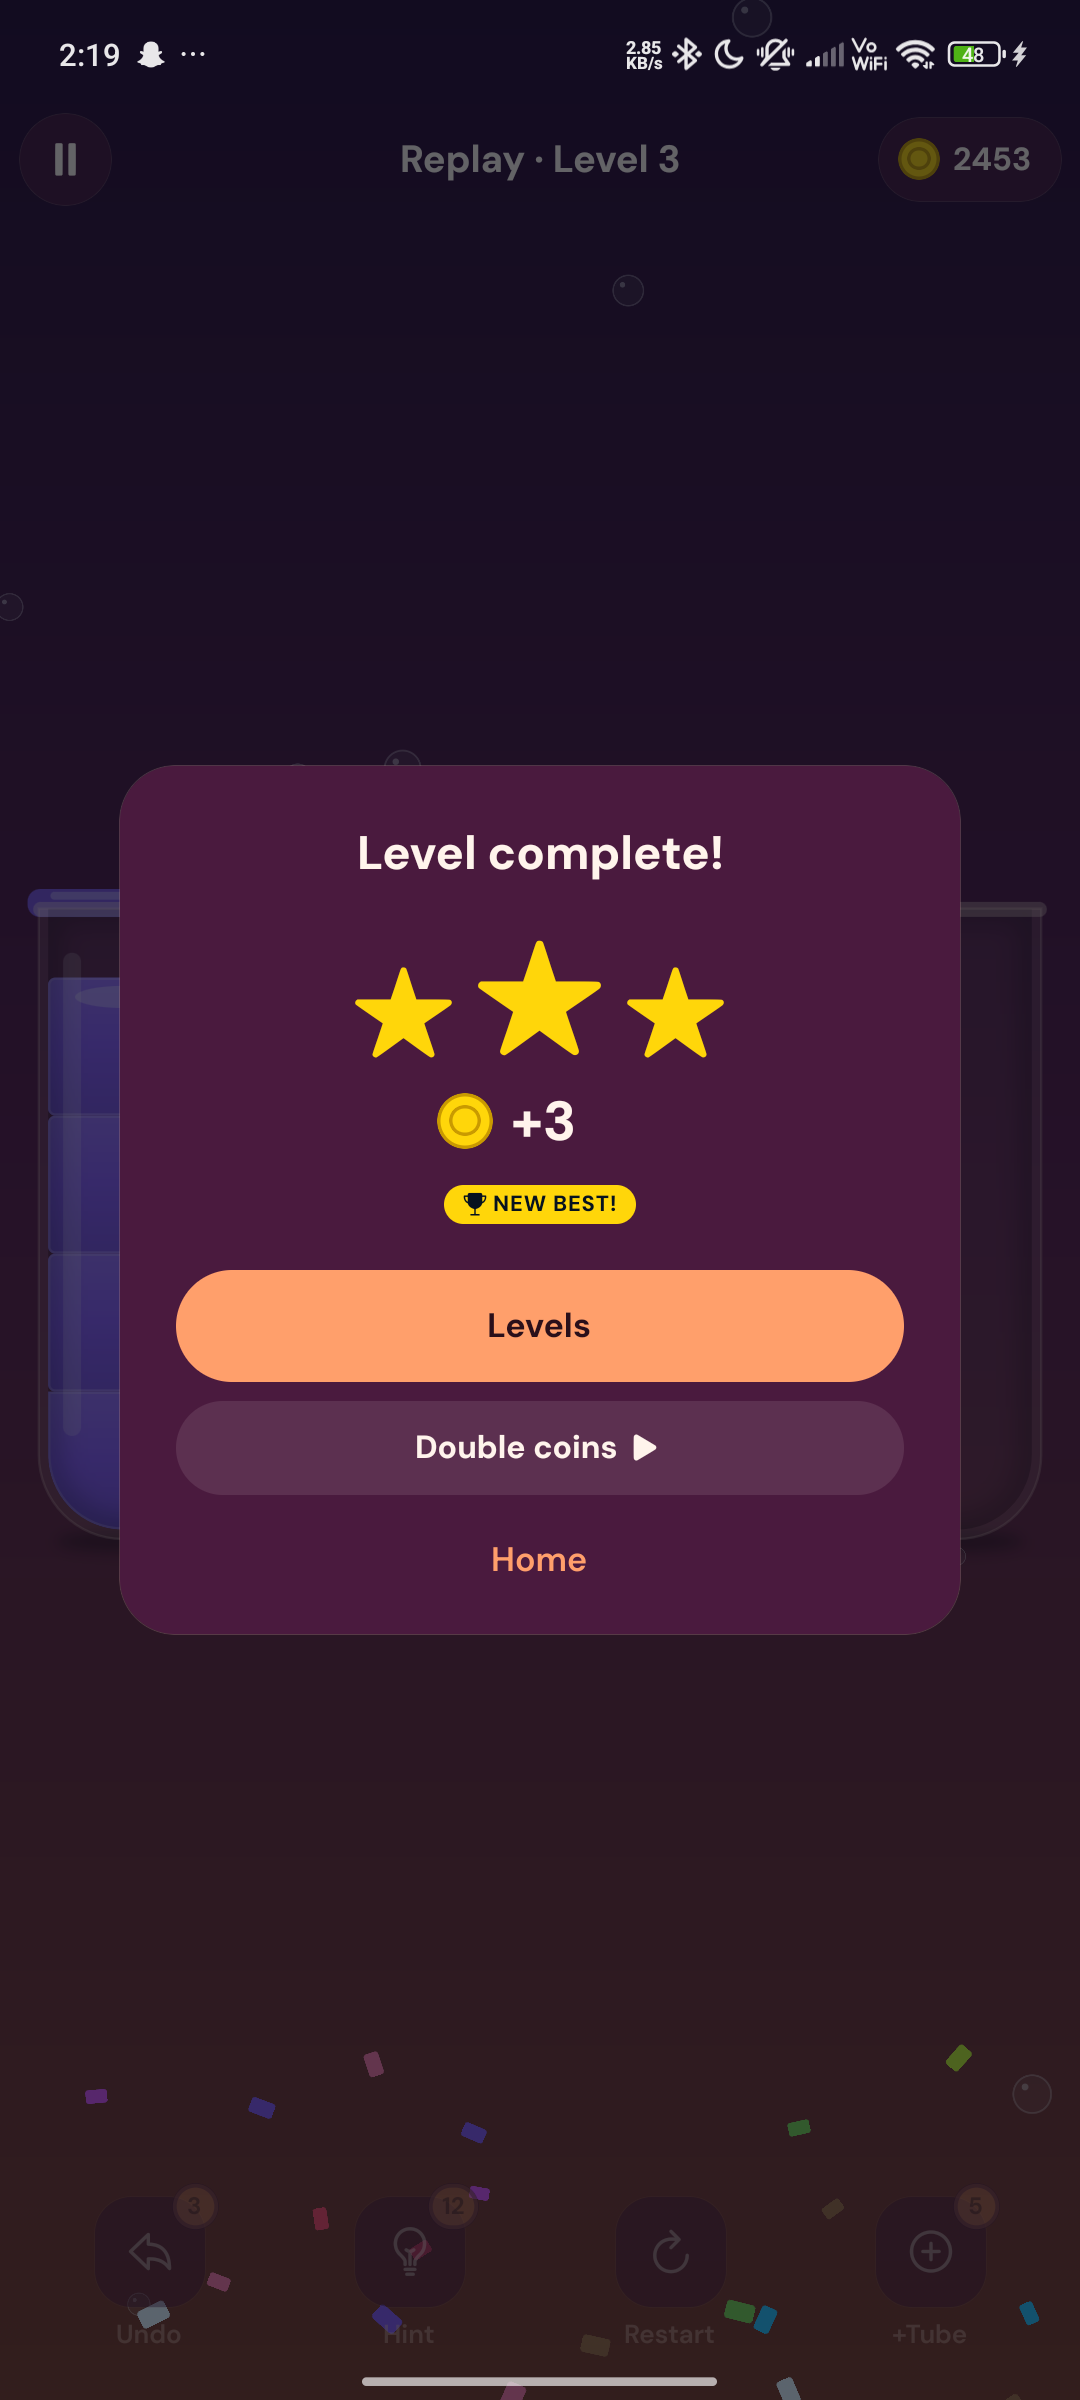 2:19
2.85
KB/s
Vo
WiFi
48
Replay · Level 3
2453
Level complete!
+3
NEW BEST!
Levels
Double coins
Home
3
12
5
Undo
Hint
Restart
+Tube